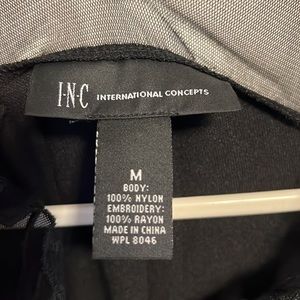 I·N·C INTERNATIONAL CONCEPTS
M
BODY:
100% NYLON
EMBROIDERY:
100% RAYON
MADE IN CHINA
WPL 8046